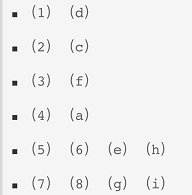 ▪ (1) (d)
▪ (2) (c)
▪ (3) (f)
▪ (4) (a)
▪ (5) (6) (e) (h)
▪ (7) (8) (g) (i)